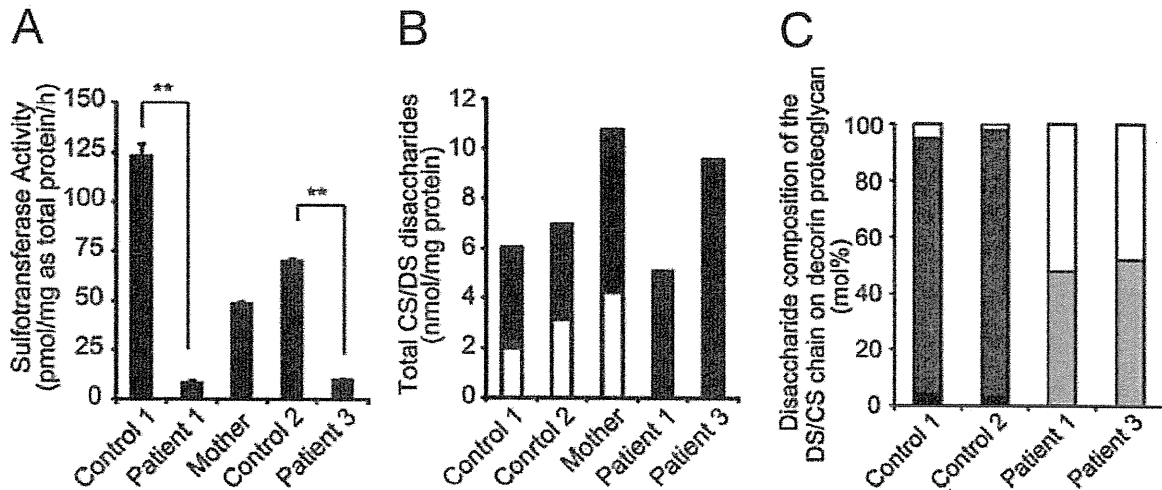 A
Sulfotransferase Activity
(pmol/mg as total protein/h)
150
125
100
75
50
25
0
**
**
Control 1
Patient 1
Mother
Control 2
Patient 3
B
Total CS/DS disaccharides
(nmol/mg protein)
12
10
8
6
4
2
0
Control 1
Conrtol 2
Mother
Patient 1
Patient 3
C
Disaccharide composition of the
DS/CS chain on decorin proteoglycan
(mol%)
100
80
60
40
20
0
Control 1
Control 2
Patient 1
Patient 3